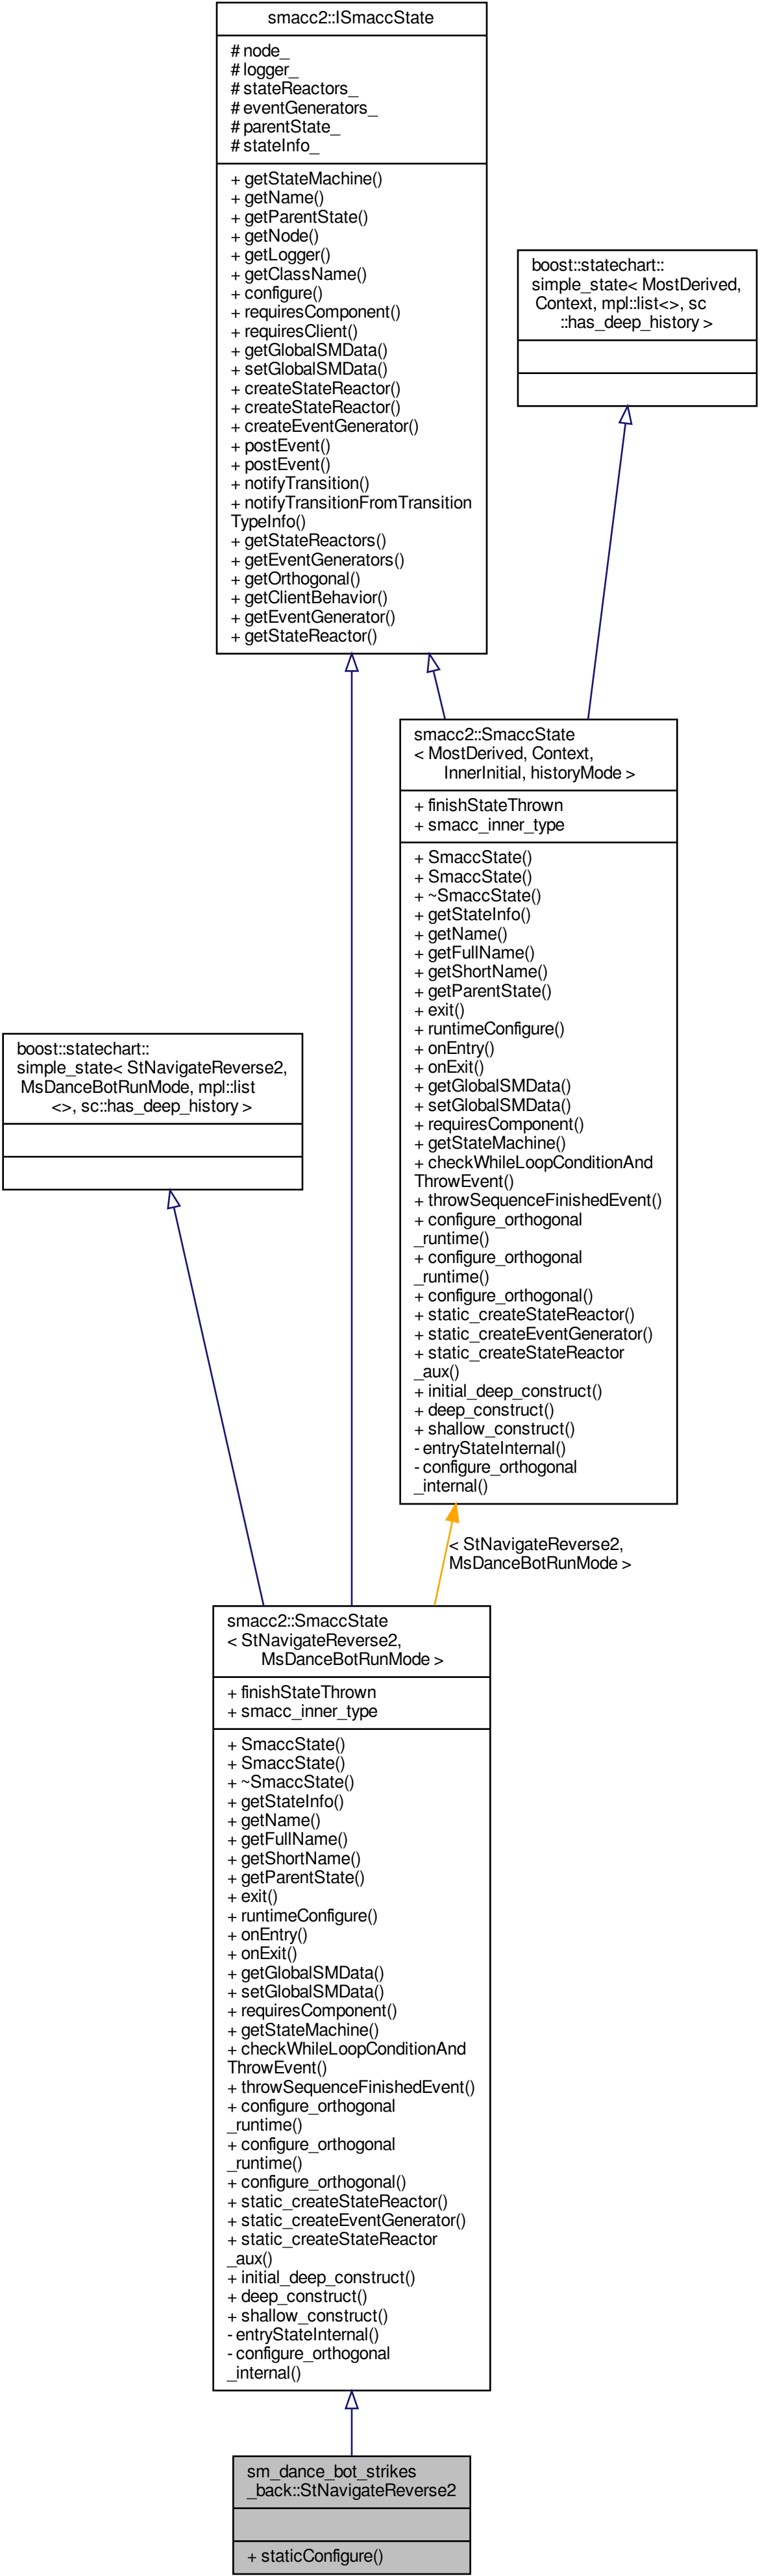 smacc2::ISmaccState
# node_
# logger_
# stateReactors_
# eventGenerators_
# parentState_
# stateInfo_
+ getStateMachine()
+ getName()
+ getParentState()
+ getNode()
+ getLogger()
+ getClassName()
+ configure()
+ requiresComponent()
+ requiresClient()
+ getGlobalSMData()
+ setGlobalSMData()
+ createStateReactor()
+ createStateReactor()
+ createEventGenerator()
+ postEvent()
+ postEvent()
+ notifyTransition()
+ notifyTransitionFromTransition
TypeInfo()
+ getStateReactors()
+ getEventGenerators()
+ getOrthogonal()
+ getClientBehavior()
+ getEventGenerator()
+ getStateReactor()
boost::statechart::
simple_state< MostDerived,
Context, mpl::list<>, sc
::has_deep_history >
smacc2::SmaccState
< MostDerived, Context,
InnerInitial, historyMode >
+ finishStateThrown
+ smacc_inner_type
+ SmaccState()
+ SmaccState()
+ ~SmaccState()
+ getStateInfo()
+ getName()
+ getFullName()
+ getShortName()
+ getParentState()
+ exit()
+ runtimeConfigure()
+ onEntry()
+ onExit()
+ getGlobalSMData()
+ setGlobalSMData()
+ requiresComponent()
+ getStateMachine()
+ checkWhileLoopConditionAnd
ThrowEvent()
+ throwSequenceFinishedEvent()
+ configure_orthogonal
_runtime()
+ configure_orthogonal
_runtime()
+ configure_orthogonal()
+ static_createStateReactor()
+ static_createEventGenerator()
+ static_createStateReactor
_aux()
+ initial_deep_construct()
+ deep_construct()
+ shallow_construct()
- entryStateInternal()
- configure_orthogonal
_internal()
boost::statechart::
simple_state< StNavigateReverse2,
MsDanceBotRunMode, mpl::list
<>, sc::has_deep_history >
< StNavigateReverse2,
MsDanceBotRunMode >
smacc2::SmaccState
< StNavigateReverse2,
MsDanceBotRunMode >
+ finishStateThrown
+ smacc_inner_type
+ SmaccState()
+ SmaccState()
+ ~SmaccState()
+ getStateInfo()
+ getName()
+ getFullName()
+ getShortName()
+ getParentState()
+ exit()
+ runtimeConfigure()
+ onEntry()
+ onExit()
+ getGlobalSMData()
+ setGlobalSMData()
+ requiresComponent()
+ getStateMachine()
+ checkWhileLoopConditionAnd
ThrowEvent()
+ throwSequenceFinishedEvent()
+ configure_orthogonal
_runtime()
+ configure_orthogonal
_runtime()
+ configure_orthogonal()
+ static_createStateReactor()
+ static_createEventGenerator()
+ static_createStateReactor
_aux()
+ initial_deep_construct()
+ deep_construct()
+ shallow_construct()
- entryStateInternal()
- configure_orthogonal
_internal()
sm_dance_bot_strikes
_back::StNavigateReverse2
+ staticConfigure()